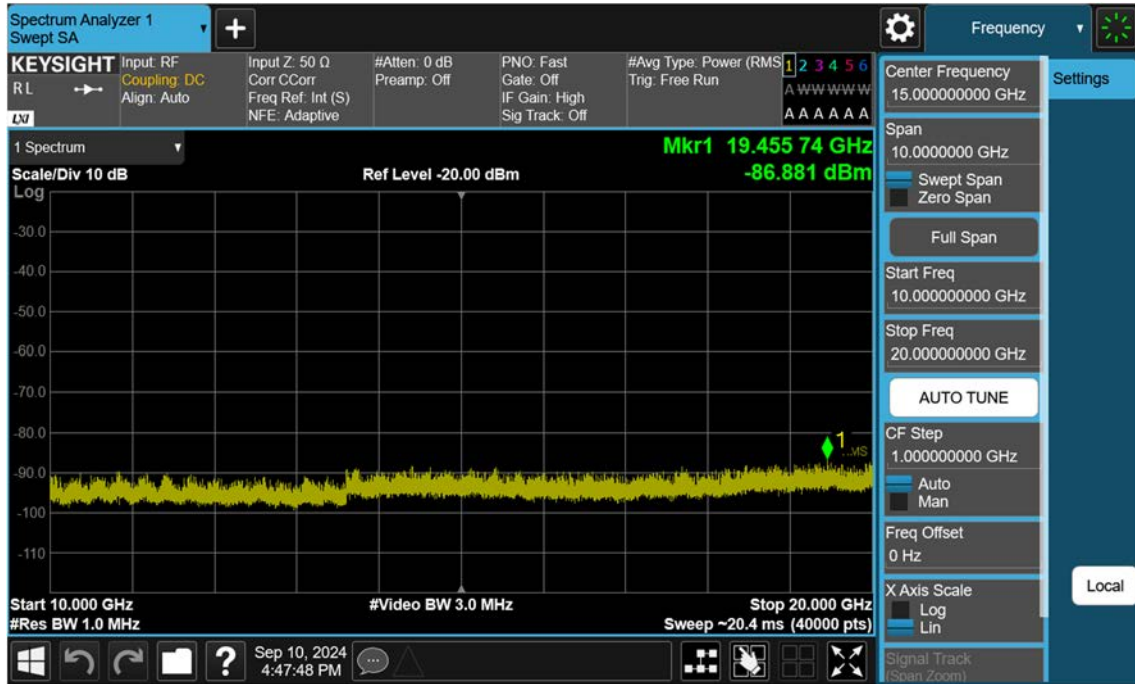 Spectrum Analyzer 1
Swept SA
Frequency
KEYSIGHT
R L
LXI
Input: RF
Coupling: DC
Align: Auto
Input Z: 50 Ω
Corr CCorr
Freq Ref: Int (S)
NFE: Adaptive
#Atten: 0 dB
Preamp: Off
PNO: Fast
Gate: Off
IF Gain: High
Sig Track: Off
#Avg Type: Power (RMS
Trig: Free Run
1 2 3 4 5 6
A W W W W W
A A A A A A
1 Spectrum
Scale/Div 10 dB
Ref Level -20.00 dBm
Mkr1 19.455 74 GHz
-86.881 dBm
Log
-30.0
-40.0
-50.0
-60.0
-70.0
-80.0
-90.0
-100
-110
1
Start 10.000 GHz
#Video BW 3.0 MHz
Stop 20.000 GHz
#Res BW 1.0 MHz
Sweep ~20.4 ms (40000 pts)
Center Frequency
15.000000000 GHz
Settings
Span
10.0000000 GHz
Swept Span
Zero Span
Full Span
Start Freq
10.000000000 GHz
Stop Freq
20.000000000 GHz
AUTO TUNE
CF Step
1.000000000 GHz
Auto
Man
Freq Offset
0 Hz
X Axis Scale
Log
Lin
Local
Signal Track
(Span Zoom)
?
Sep 10, 2024
4:47:48 PM